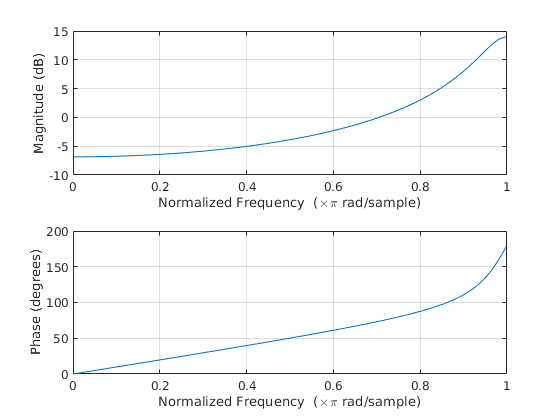 15
10
5
0
-5
-10
Magnitude (dB)
0 0.2 0.4 0.6 0.8 1
Normalized Frequency (×π rad/sample)
200
150
100
50
0
Phase (degrees)
0 0.2 0.4 0.6 0.8 1
Normalized Frequency (×π rad/sample)